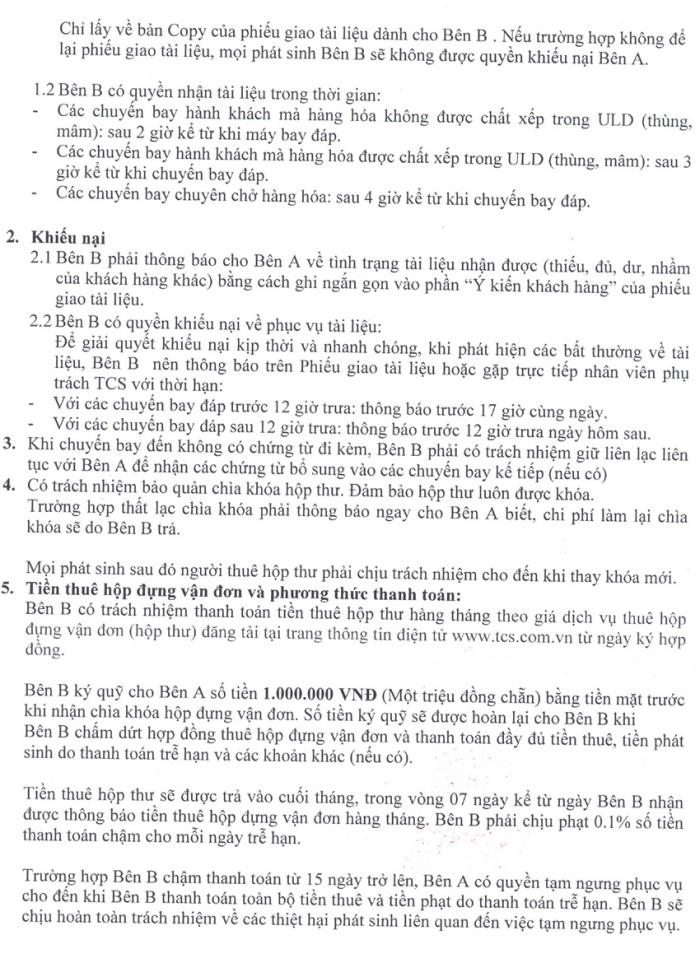 Chỉ lấy về bản Copy của phiếu giao tài liệu dành cho Bên B . Nếu trường hợp không để
lại phiếu giao tài liệu, mọi phát sinh Bên B sẽ không được quyền khiếu nại Bên A.
1.2 Bên B có quyền nhận tài liệu trong thời gian:
- Các chuyến bay hành khách mà hàng hóa không được chất xếp trong ULD (thùng,
mâm): sau 2 giờ kể từ khi máy bay đáp.
- Các chuyến bay hành khách mà hàng hóa được chất xếp trong ULD (thùng, mâm): sau 3
giờ kể từ khi chuyến bay đáp.
- Các chuyến bay chuyên chở hàng hóa: sau 4 giờ kể từ khi chuyến bay đáp.
2. Khiếu nại
2.1 Bên B phải thông báo cho Bên A về tình trạng tài liệu nhận được (thiếu, đủ, dư, nhầm
của khách hàng khác) bằng cách ghi ngắn gọn vào phần “Ý kiến khách hàng” của phiếu
giao tài liệu.
2.2 Bên B có quyền khiếu nại về phục vụ tài liệu:
Để giải quyết khiếu nại kịp thời và nhanh chóng, khi phát hiện các bất thường về tài
liệu, Bên B nên thông báo trên Phiếu giao tài liệu hoặc gặp trực tiếp nhân viên phụ
trách TCS với thời hạn:
- Với các chuyến bay đáp trước 12 giờ trưa: thông báo trước 17 giờ cùng ngày.
- Với các chuyến bay đáp sau 12 giờ trưa: thông báo trước 12 giờ trưa ngày hôm sau.
3. Khi chuyến bay đến không có chứng từ đi kèm, Bên B phải có trách nhiệm giữ liên lạc liên
tục với Bên A để nhận các chứng từ bổ sung vào các chuyến bay kế tiếp (nếu có)
4. Có trách nhiệm bảo quản chìa khóa hộp thư. Đảm bảo hộp thư luôn được khóa.
Trường hợp thất lạc chìa khóa phải thông báo ngay cho Bên A biết, chi phí làm lại chìa
khóa sẽ do Bên B trả.
Mọi phát sinh sau đó người thuê hộp thư phải chịu trách nhiệm cho đến khi thay khóa mới.
5. Tiền thuê hộp đựng vận đơn và phương thức thanh toán:
Bên B có trách nhiệm thanh toán tiền thuê hộp thư hàng tháng theo giá dịch vụ thuê hộp
đựng vận đơn (hộp thư) đăng tải tại trang thông tin điện tử www.tcs.com.vn từ ngày ký hợp
đồng.
Bên B ký quỹ cho Bên A số tiền 1.000.000 VNĐ (Một triệu đồng chẵn) bằng tiền mặt trước
khi nhận chìa khóa hộp đựng vận đơn. Số tiền ký quỹ sẽ được hoàn lại cho Bên B khi
Bên B chấm dứt hợp đồng thuê hộp đựng vận đơn và thanh toán đầy đủ tiền thuê, tiền phát
sinh do thanh toán trễ hạn và các khoản khác (nếu có).
Tiền thuê hộp thư sẽ được trả vào cuối tháng, trong vòng 07 ngày kể từ ngày Bên B nhận
được thông báo tiền thuê hộp đựng vận đơn hàng tháng. Bên B phải chịu phạt 0.1% số tiền
thanh toán chậm cho mỗi ngày trễ hạn.
Trường hợp Bên B chậm thanh toán từ 15 ngày trở lên, Bên A có quyền tạm ngưng phục vụ
cho đến khi Bên B thanh toán toàn bộ tiền thuê và tiền phạt do thanh toán trễ hạn. Bên B sẽ
chịu hoàn toàn trách nhiệm về các thiệt hại phát sinh liên quan đến việc tạm ngưng phục vụ.